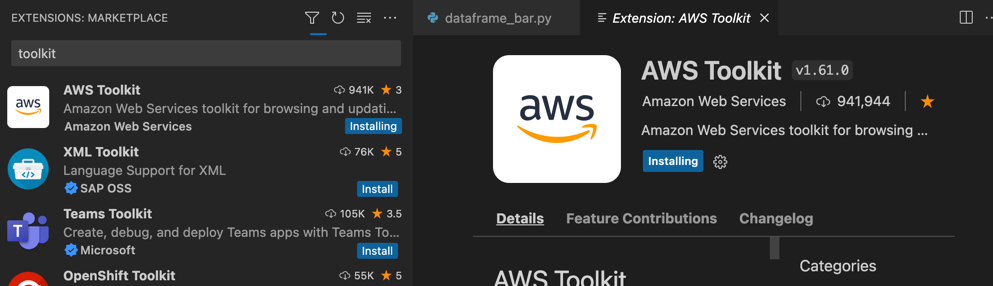 EXTENSIONS: MARKETPLACE
toolkit
aws
AWS Toolkit 941K ★ 3
Amazon Web Services toolkit for browsing and updati...
Amazon Web Services Installing
XML Toolkit 76K ★ 5
Language Support for XML
SAP OSS Install
T
Teams Toolkit 105K ★ 3.5
Create, debug, and deploy Teams apps with Teams To...
Microsoft Install
OpenShift Toolkit 55K ★ 5
dataframe_bar.py
Extension: AWS Toolkit
aws
AWS Toolkit v1.61.0
Amazon Web Services 941,944 ★
Amazon Web Services toolkit for browsing ...
Installing
Details Feature Contributions Changelog
AWS Toolkit
Categories